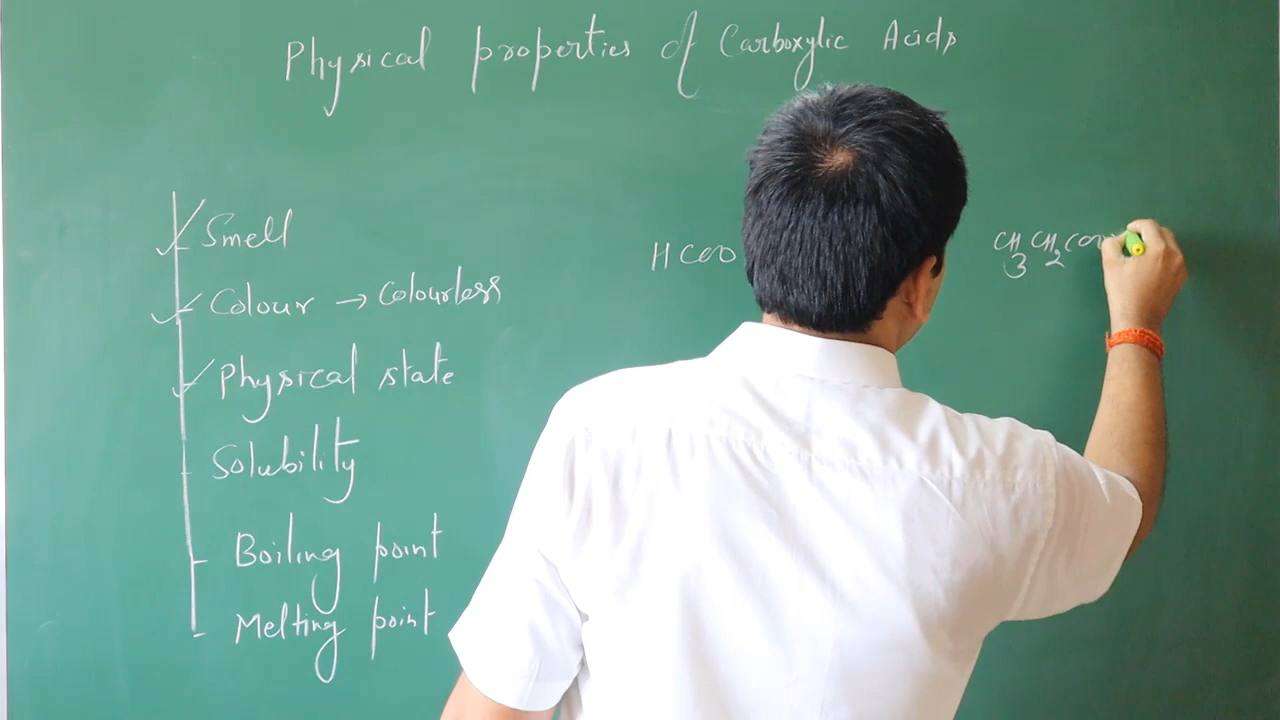 Physical properties of Carboxylic Acids
Smell
HCOO
CH3CH2COO
Colour → Colourless
Physical state
Solubility
Boiling point
Melting point